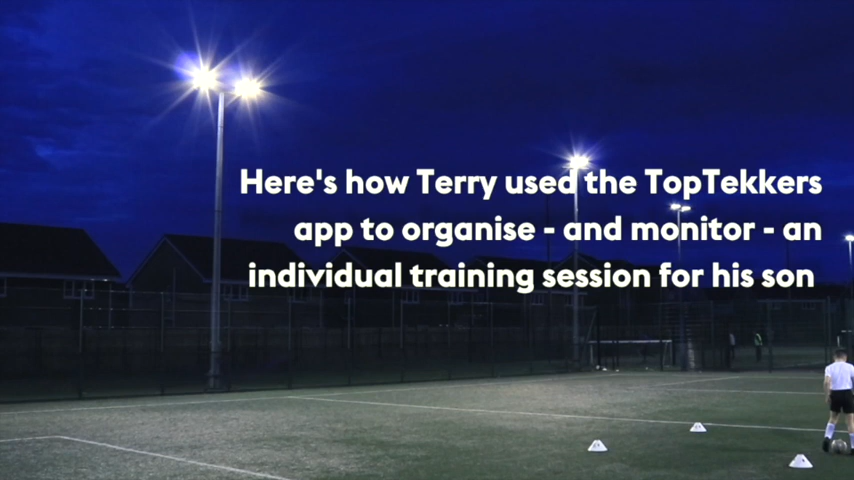 Here's how Terry used the TopTekkers
app to organise - and monitor - an
individual training session for his son